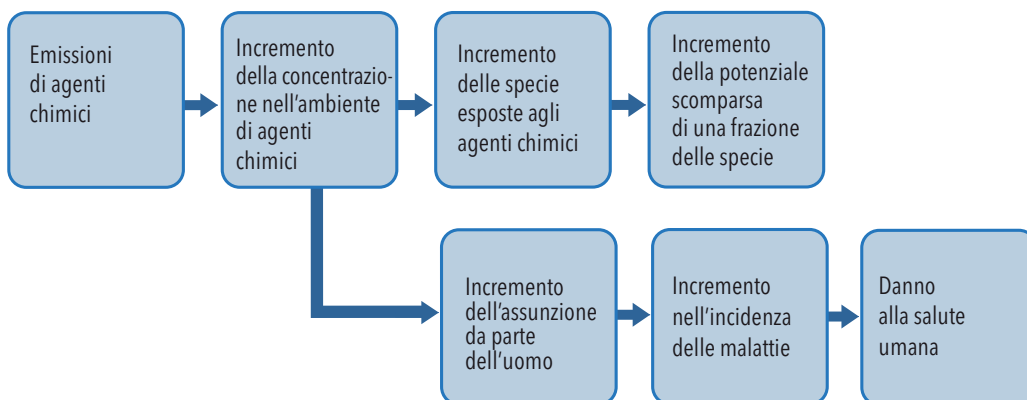 Emissioni
di agenti
chimici
Incremento
della concentrazio-
ne nell'ambiente
di agenti
chimici
Incremento
delle specie
esposte agli
agenti chimici
Incremento
della potenziale
scomparsa
di una frazione
delle specie
Incremento
dell'assunzione
da parte
dell'uomo
Incremento
nell'incidenza
delle malattie
Danno
alla salute
umana